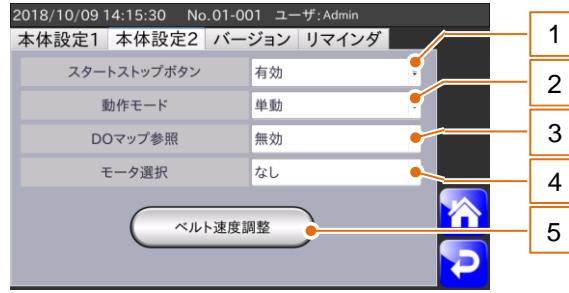 2018/10/09 14:15:30 No.01-001 ユーザ:Admin
本体設定1 本体設定2 バージョン リマインダ
スタートストップボタン 有効 1
動作モード 単動 2
DOマップ参照 無効 3
モータ選択 なし 4
ベルト速度調整 5